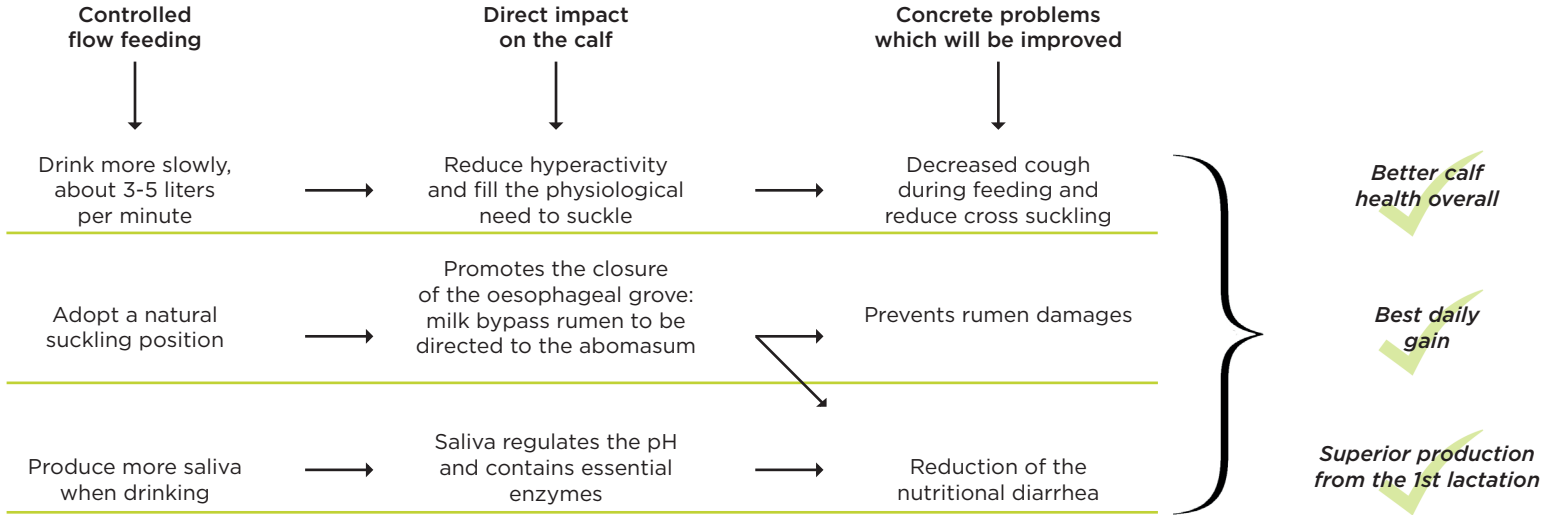 Controlled
flow feeding
Direct impact
on the calf
Concrete problems
which will be improved
Drink more slowly,
about 3-5 liters
per minute
Reduce hyperactivity
and fill the physiological
need to suckle
Decreased cough
during feeding and
reduce cross suckling
Better calf
health overall
Adopt a natural
suckling position
Promotes the closure
of the oesophageal grove:
milk bypass rumen to be
directed to the abomasum
Prevents rumen damages
Best daily
gain
Produce more saliva
when drinking
Saliva regulates the pH
and contains essential
enzymes
Reduction of the
nutritional diarrhea
Superior production
from the 1st lactation